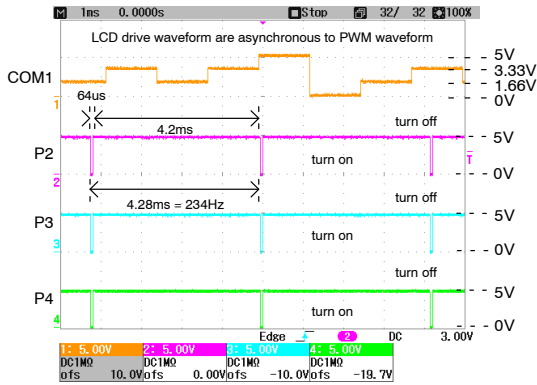 M 1ms 0.0000s Stop 32/ 32 100%
LCD drive waveform are asynchronous to PWM waveform
5V
COM1
3.33V
1.66V
64us
0V
1
turn off
4.2ms
5V
P2
turn on
T
0V
2
turn off
4.28ms = 234Hz
5V
P3
turn on
3
0V
turn off
P4
5V
turn on
4
0V
Edge 2 DC 3.00V
1: 5.00V 2: 5.00V 3: 5.00V 4: 5.00V
DC1MΩ DC1MΩ DC1MΩ DC1MΩ
ofs 10.0V ofs 0.00V ofs -10.0V ofs -19.7V